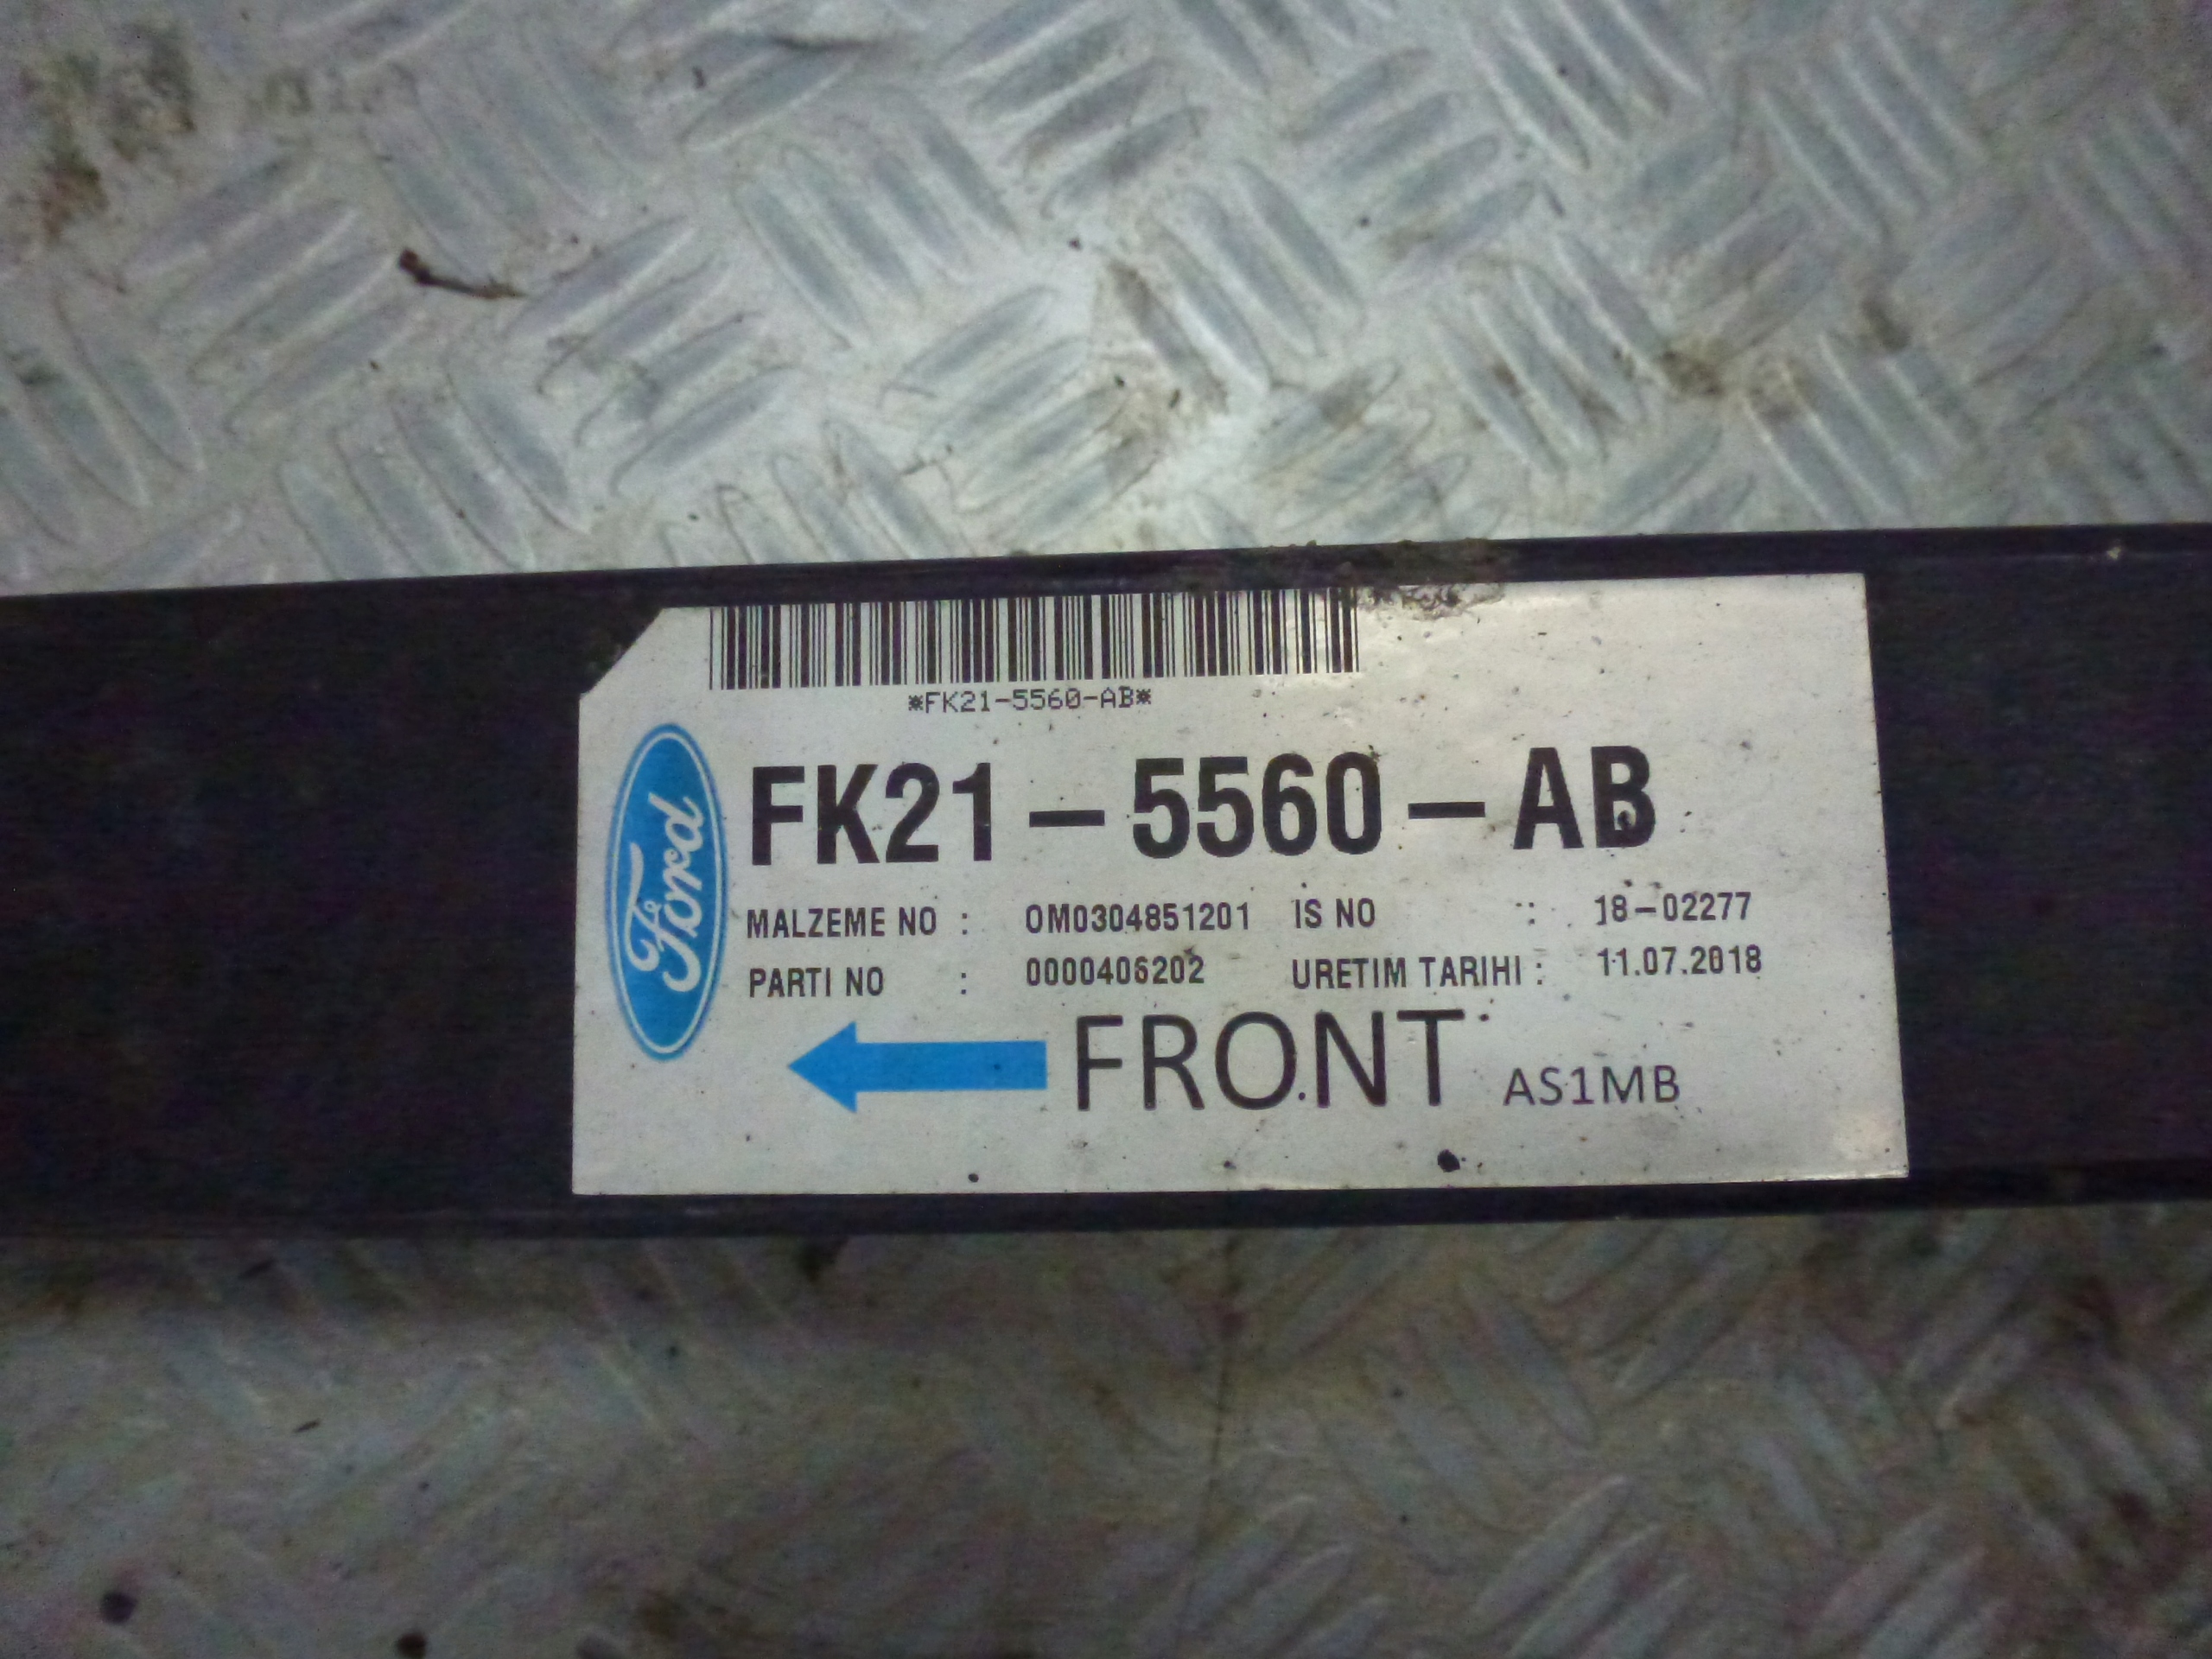 *FK21-5560-AB*
FK21-5560-AB
Ford
MALZEME NO : OM0304851201 IS NO : 18-02277
PARTI NO : 0000406202 URETIM TARIHI : 11.07.2018
FRONT AS1MB